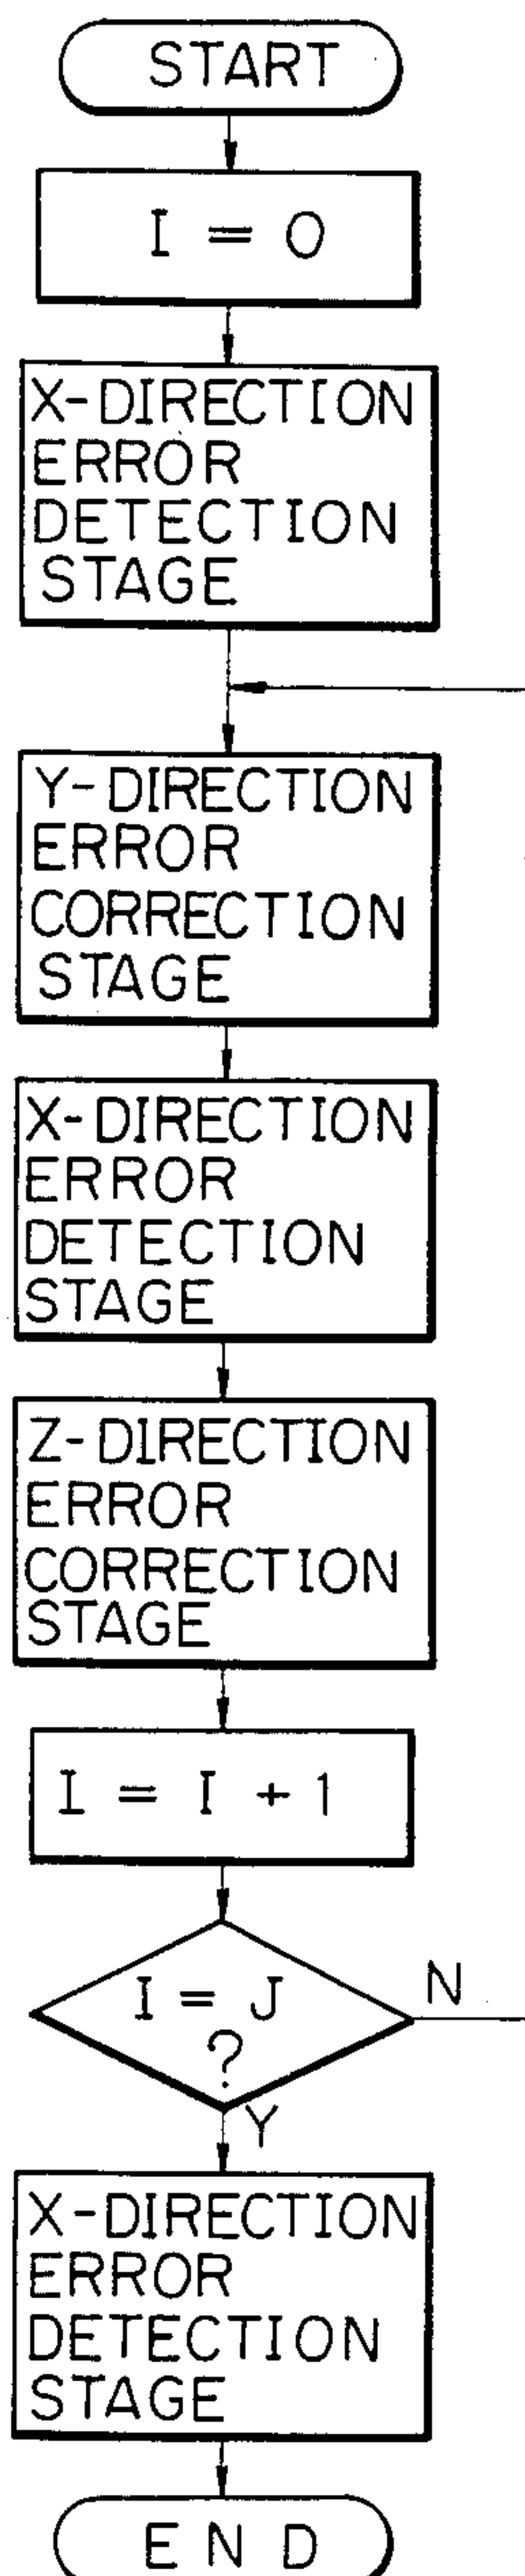 START
I = 0
X-DIRECTION
ERROR
DETECTION
STAGE
Y-DIRECTION
ERROR
CORRECTION
STAGE
X-DIRECTION
ERROR
DETECTION
STAGE
Z-DIRECTION
ERROR
CORRECTION
STAGE
I = I + 1
I = J
?
N
Y
X-DIRECTION
ERROR
DETECTION
STAGE
END